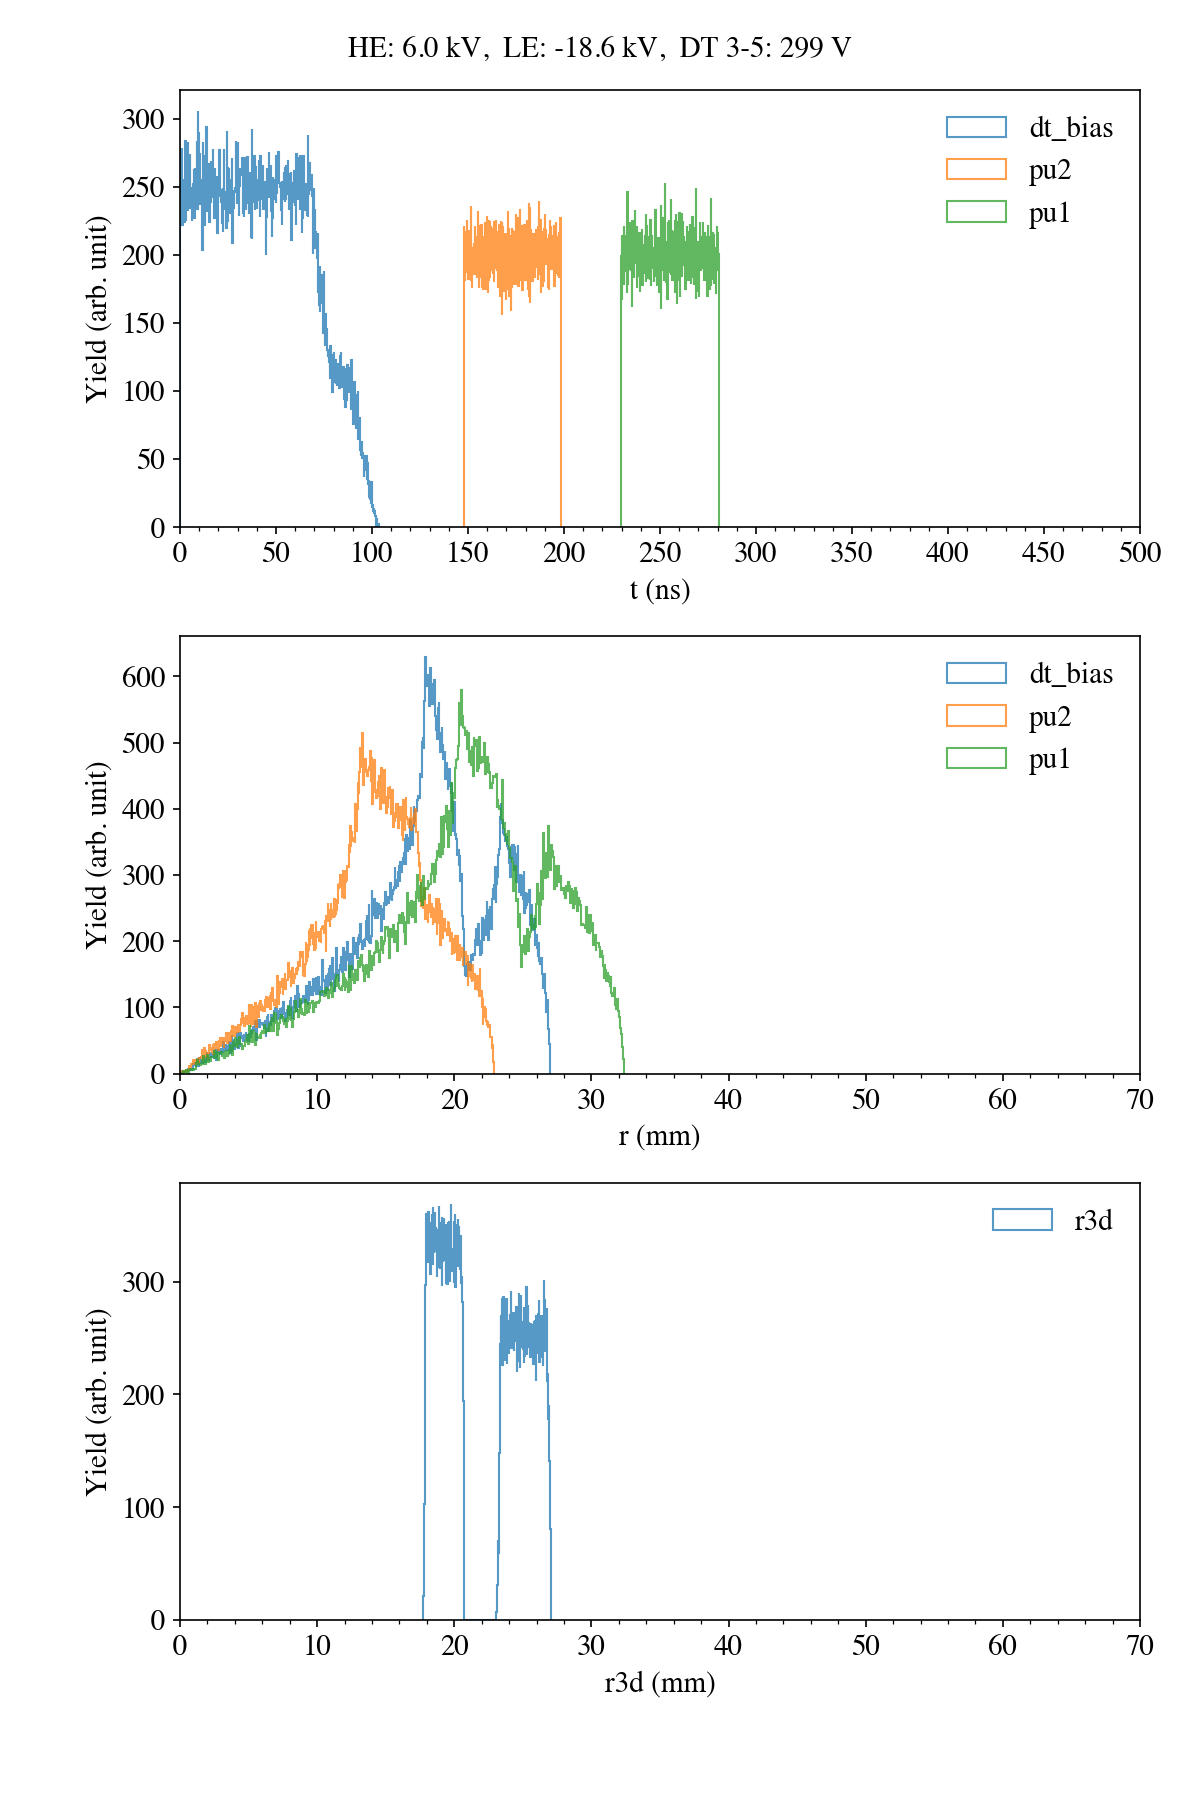 HE: 6.0 kV,  LE: -18.6 kV,  DT 3-5: 299 V
300
250
200
150
100
50
0
Yield (arb. unit)
dt_bias
pu2
pu1
0 50 100 150 200 250 300 350 400 450 500
t (ns)
600
500
400
300
200
100
0
Yield (arb. unit)
dt_bias
pu2
pu1
0 10 20 30 40 50 60 70
r (mm)
300
200
100
0
Yield (arb. unit)
r3d
0 10 20 30 40 50 60 70
r3d (mm)